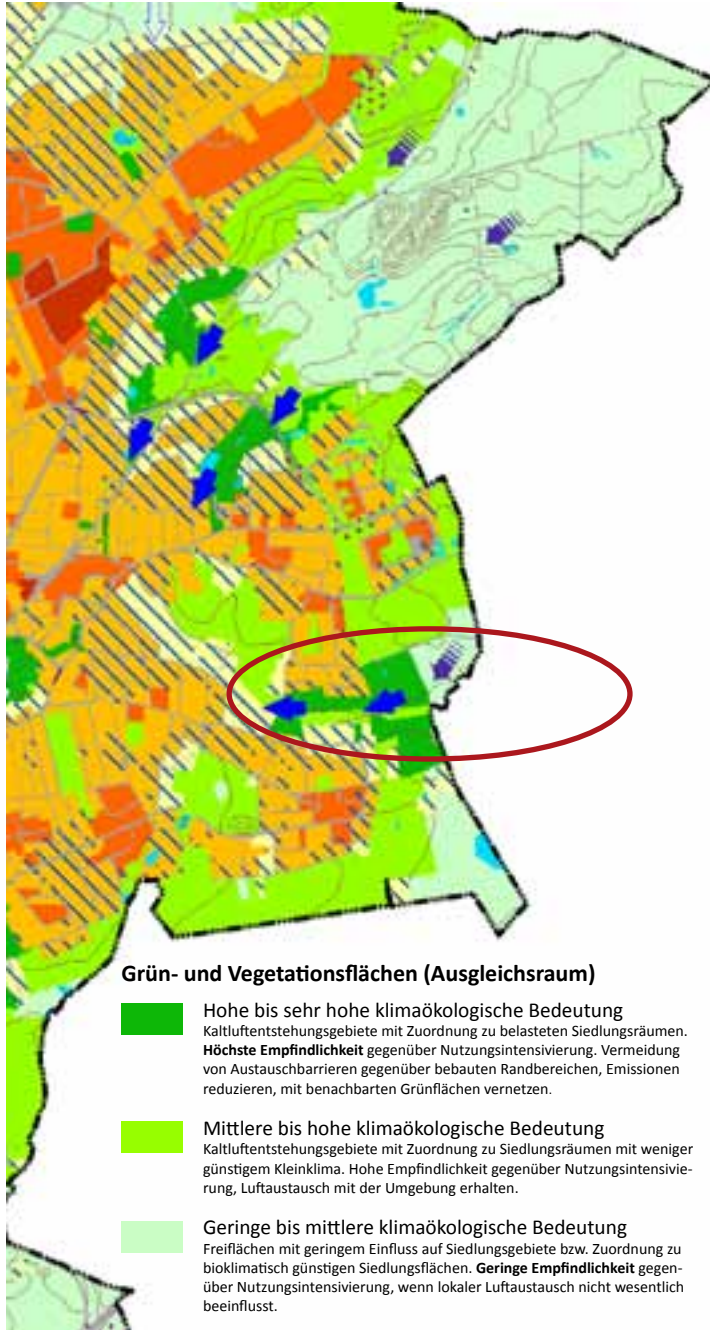 Grün- und Vegetationsflächen (Ausgleichsraum)
Hohe bis sehr hohe klimaökologische Bedeutung
Kaltluftentstehungsgebiete mit Zuordnung zu belasteten Siedlungsräumen.
Höchste Empfindlichkeit gegenüber Nutzungsintensivierung. Vermeidung
von Austauschbarrieren gegenüber bebauten Randbereichen, Emissionen
reduzieren, mit benachbarten Grünflächen vernetzen.
Mittlere bis hohe klimaökologische Bedeutung
Kaltluftentstehungsgebiete mit Zuordnung zu Siedlungsräumen mit weniger
günstigem Kleinklima. Hohe Empfindlichkeit gegenüber Nutzungsintensivie-
rung, Luftaustausch mit der Umgebung erhalten.
Geringe bis mittlere klimaökologische Bedeutung
Freiflächen mit geringem Einfluss auf Siedlungsgebiete bzw. Zuordnung zu
bioklimatisch günstigen Siedlungsflächen. Geringe Empfindlichkeit gegen-
über Nutzungsintensivierung, wenn lokaler Luftaustausch nicht wesentlich
beeinflusst.